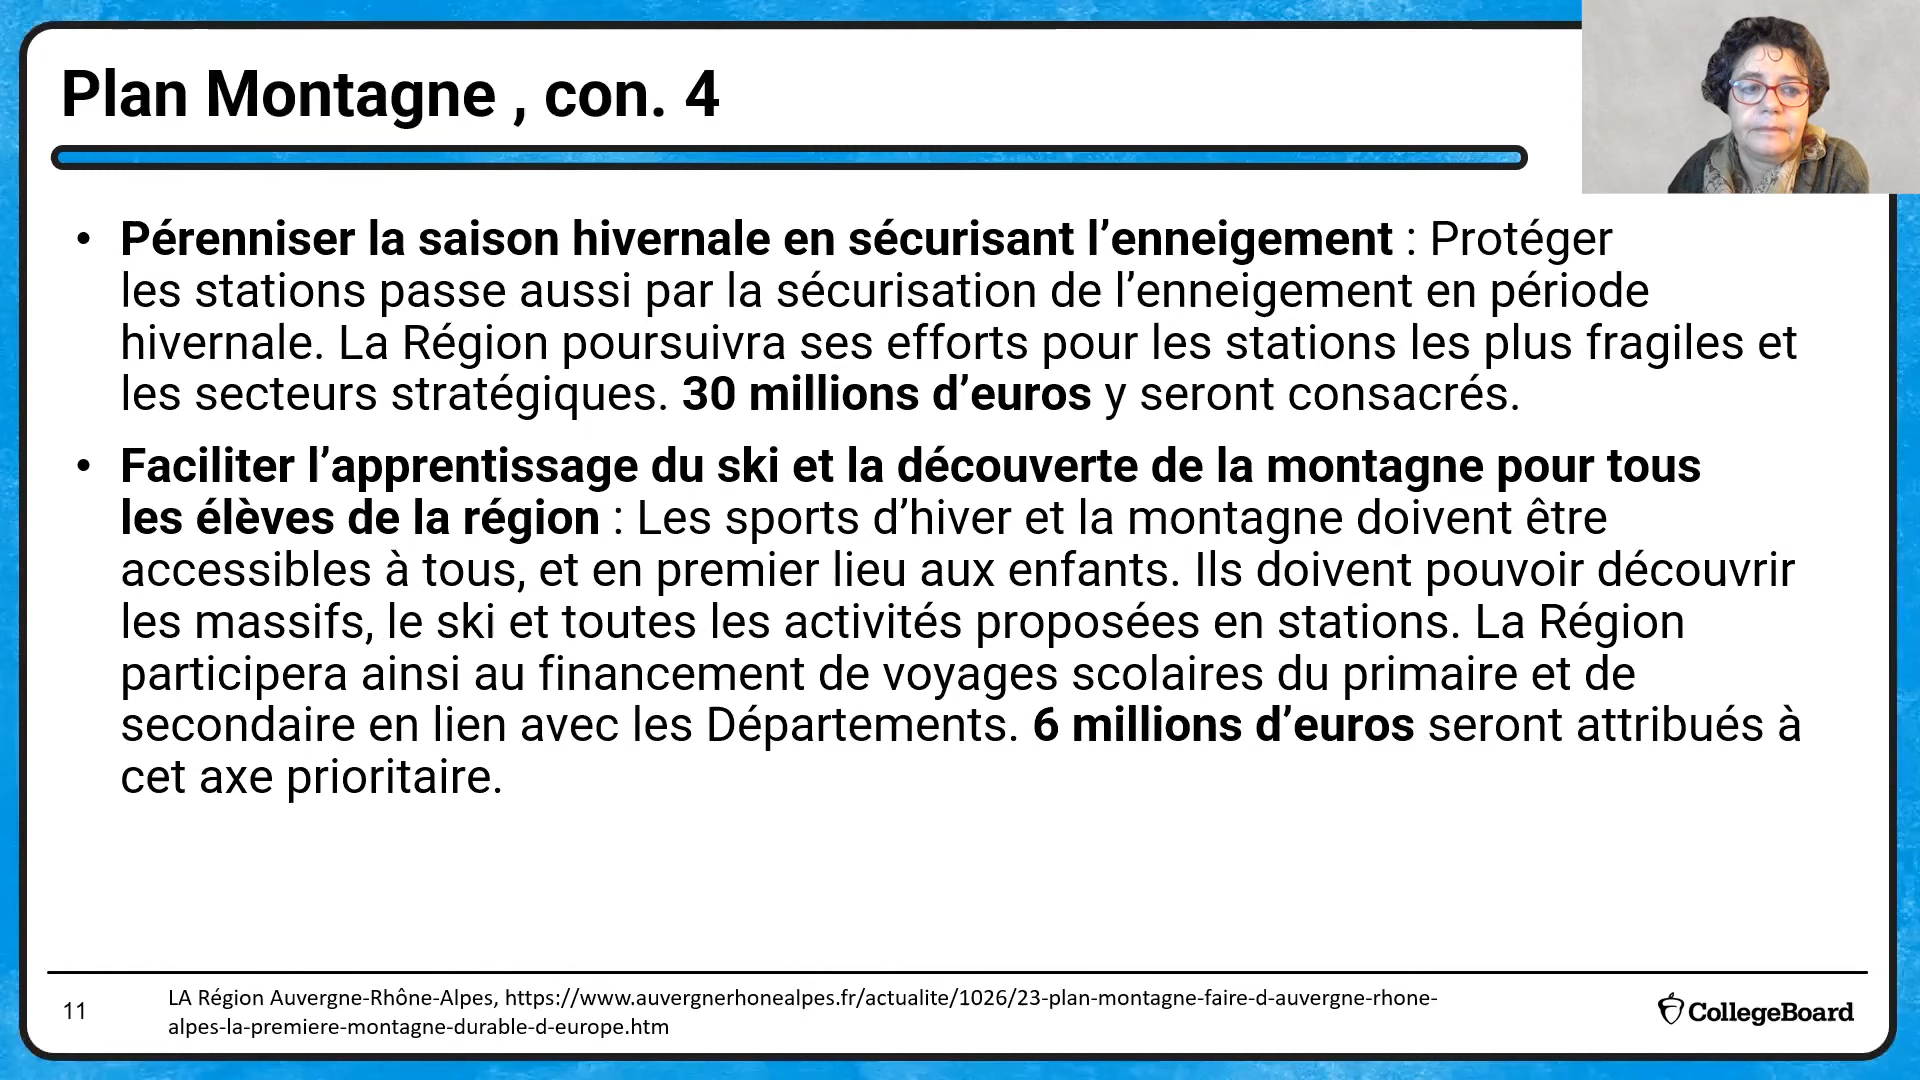 Plan Montagne , con. 4
• Pérenniser la saison hivernale en sécurisant l’enneigement : Protéger
les stations passe aussi par la sécurisation de l’enneigement en période
hivernale. La Région poursuivra ses efforts pour les stations les plus fragiles et
les secteurs stratégiques. 30 millions d’euros y seront consacrés.
• Faciliter l’apprentissage du ski et la découverte de la montagne pour tous
les élèves de la région : Les sports d’hiver et la montagne doivent être
accessibles à tous, et en premier lieu aux enfants. Ils doivent pouvoir découvrir
les massifs, le ski et toutes les activités proposées en stations. La Région
participera ainsi au financement de voyages scolaires du primaire et de
secondaire en lien avec les Départements. 6 millions d’euros seront attribués à
cet axe prioritaire.
11
LA Région Auvergne-Rhône-Alpes, https://www.auvergnerhonealpes.fr/actualite/1026/23-plan-montagne-faire-d-auvergne-rhone-
alpes-la-premiere-montagne-durable-d-europe.htm
CollegeBoard